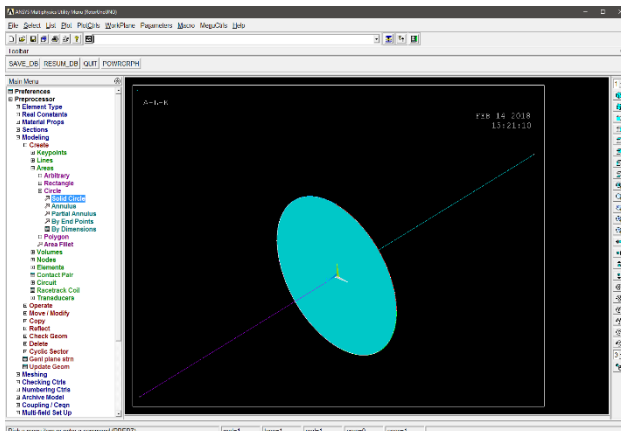 ANSYS Multiphysics Utility Menu (RotorUnd9ND)
File Select List Plot PlotCtrls WorkPlane Parameters Macro MenuCtrls Help
Toolbar
SAVE_DB RESUM_DB QUIT POWRGRPH
Main Menu
Preferences
Preprocessor
Element Type
Real Constants
Material Props
Sections
Modeling
Create
Keypoints
Lines
Areas
Arbitrary
Rectangle
Circle
Solid Circle
Annulus
Partial Annulus
By End Points
By Dimensions
Polygon
Area Fillet
Volumes
Nodes
Elements
Contact Pair
Circuit
Racetrack Coil
Transducers
Operate
Move / Modify
Copy
Reflect
Check Geom
Delete
Cyclic Sector
Genl plane strn
Update Geom
Meshing
Checking Ctrls
Numbering Ctrls
Archive Model
Coupling / Ceqn
Multi-field Set Up
A-L-K
FEB 14 2018
13:21:10